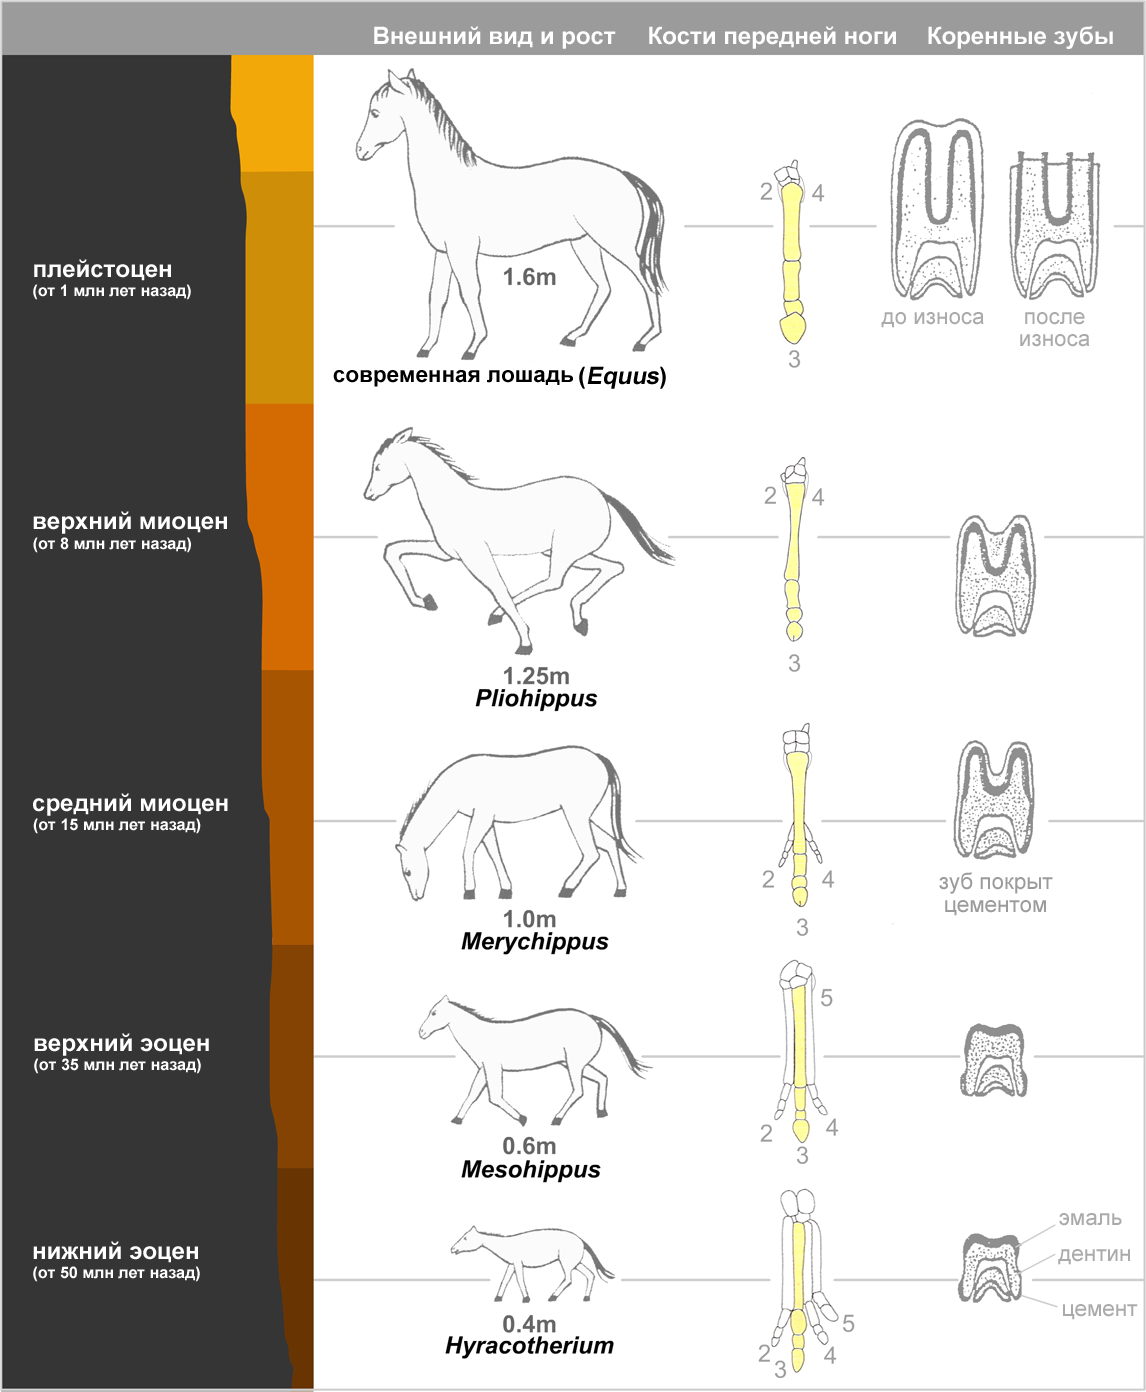 Внешний вид и рост
Кости передней ноги
Коренные зубы
плейстоцен
(от 1 млн лет назад)
1.6m
современная лошадь (Equus)
2
4
3
до износа
после
износа
верхний миоцен
(от 8 млн лет назад)
1.25m
Pliohippus
2
4
3
средний миоцен
(от 15 млн лет назад)
1.0m
Merychippus
2
4
3
зуб покрыт
цементом
верхний эоцен
(от 35 млн лет назад)
0.6m
Mesohippus
5
2
4
3
нижний эоцен
(от 50 млн лет назад)
0.4m
Hyracotherium
5
2
4
3
эмаль
дентин
цемент